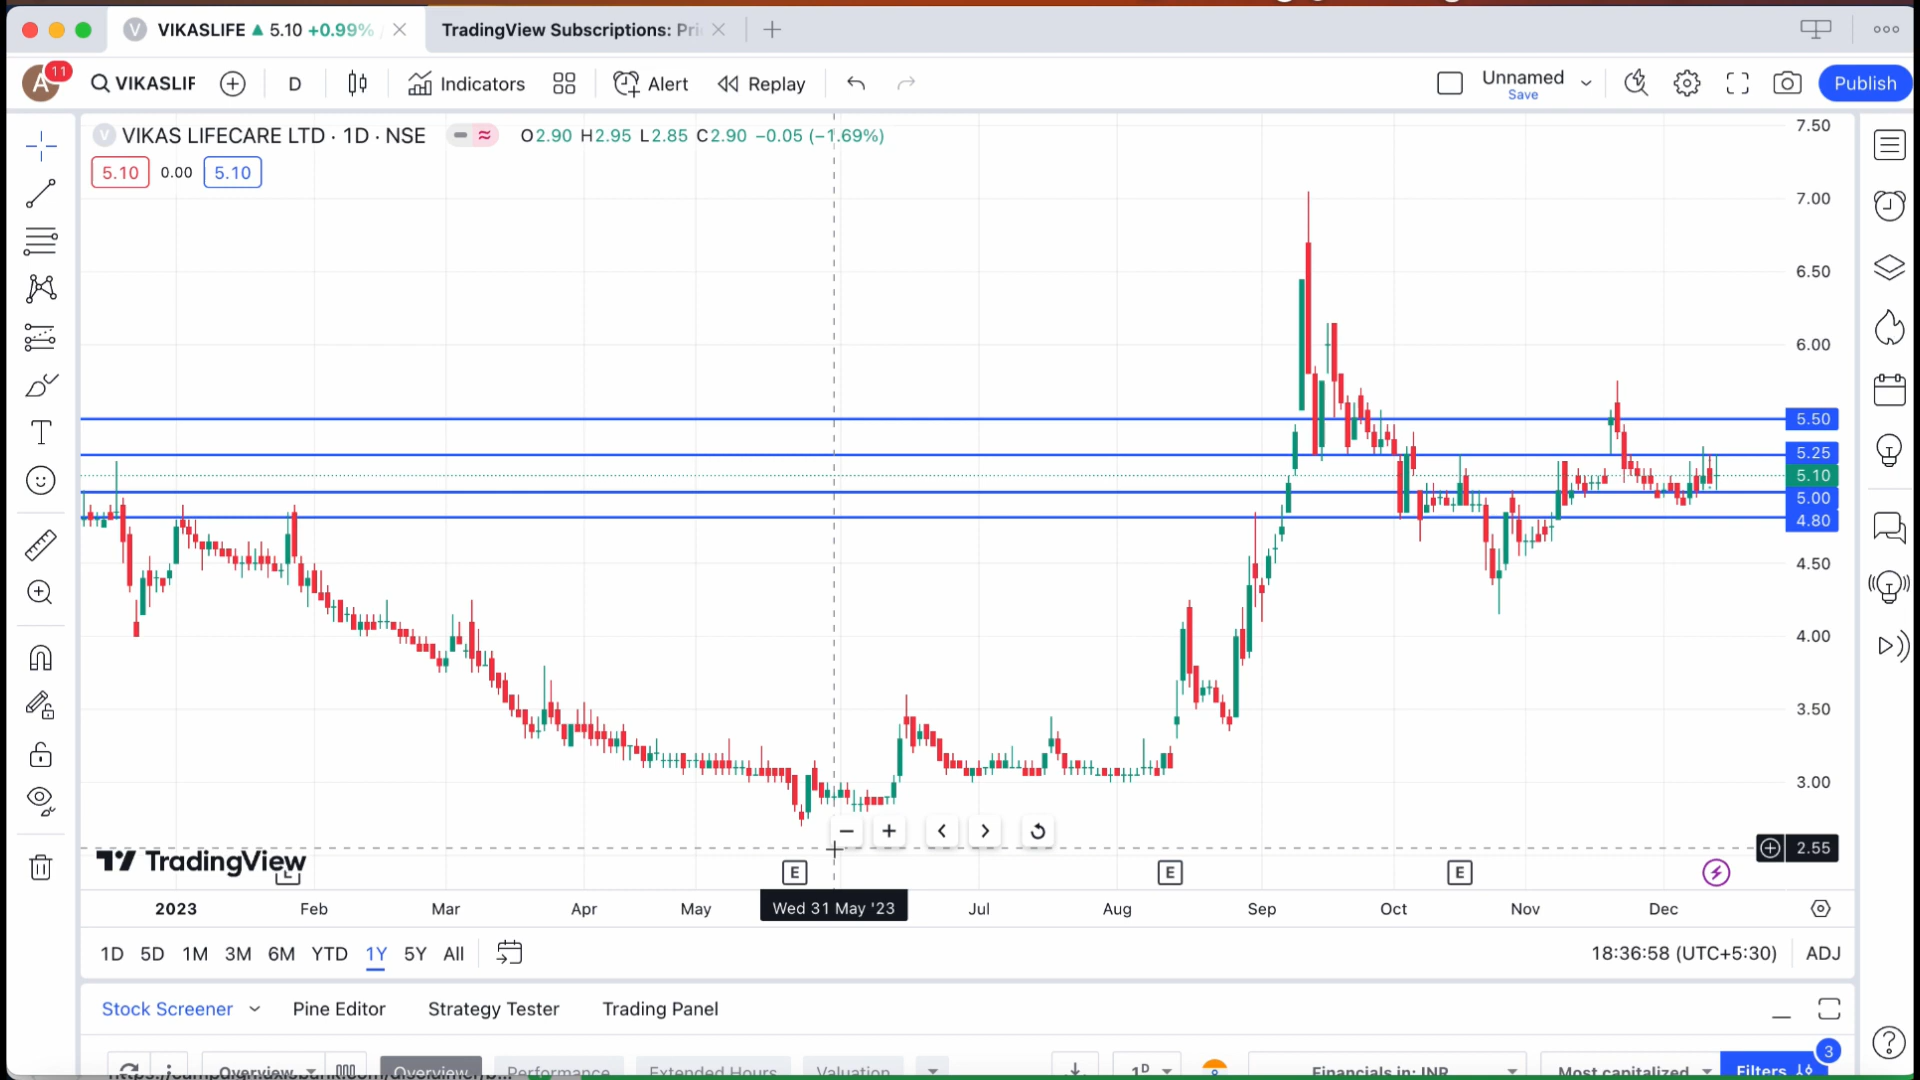 VIKASLIFE ▲ 5.10 +0.99%
TradingView Subscriptions: Pri
A 11
VIKASLIF
D
Indicators
Alert
Replay
Unnamed
Save
Publish
V VIKAS LIFECARE LTD · 1D · NSE
O2.90 H2.95 L2.85 C2.90 −0.05 (−1.69%)
5.10 0.00 5.10
7.50
7.00
6.50
6.00
5.50
5.25
5.10
5.00
4.80
4.50
4.00
3.50
3.00
2.55
TradingView
E
E
E
2023 Feb Mar Apr May Wed 31 May '23 Jul Aug Sep Oct Nov Dec
1D 5D 1M 3M 6M YTD 1Y 5Y All
18:36:58 (UTC+5:30) ADJ
Stock Screener Pine Editor Strategy Tester Trading Panel
3
Overview Overview Performance Extended Hours Valuation 1D Financials in: INR Most capitalized Filters